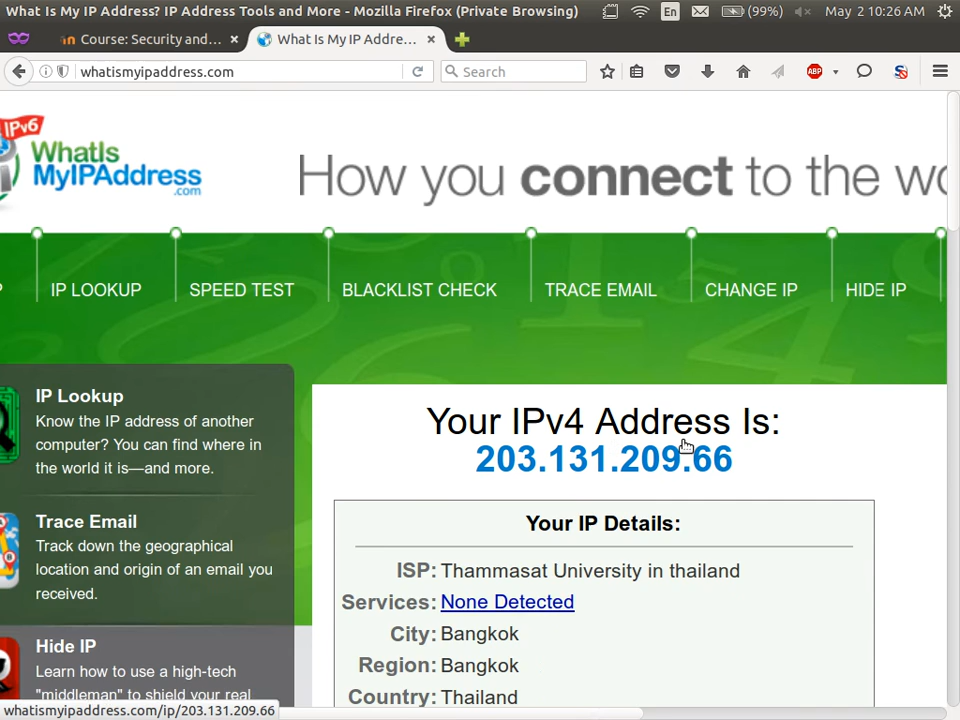 What Is My IP Address? IP Address Tools and More - Mozilla Firefox (Private Browsing)
En
(99%)
May 2 10:26 AM
Course: Security and...
What Is My IP Addre...
whatismyipaddress.com
Search
ABP
IPv6
WhatIs
MyIPAddress
.com
How you connect to the wo
P
IP LOOKUP
SPEED TEST
BLACKLIST CHECK
TRACE EMAIL
CHANGE IP
HIDE IP
IP Lookup
Know the IP address of another
computer? You can find where in
the world it is—and more.
Trace Email
Track down the geographical
location and origin of an email you
received.
Hide IP
Learn how to use a high-tech
"middleman" to shield your real
Your IPv4 Address Is:
203.131.209.66
Your IP Details:
ISP: Thammasat University in thailand
Services: None Detected
City: Bangkok
Region: Bangkok
Country: Thailand
whatismyipaddress.com/ip/203.131.209.66